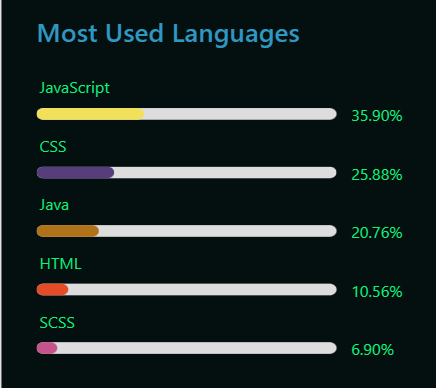 Most Used Languages
JavaScript
35.90%
CSS
25.88%
Java
20.76%
HTML
10.56%
SCSS
6.90%